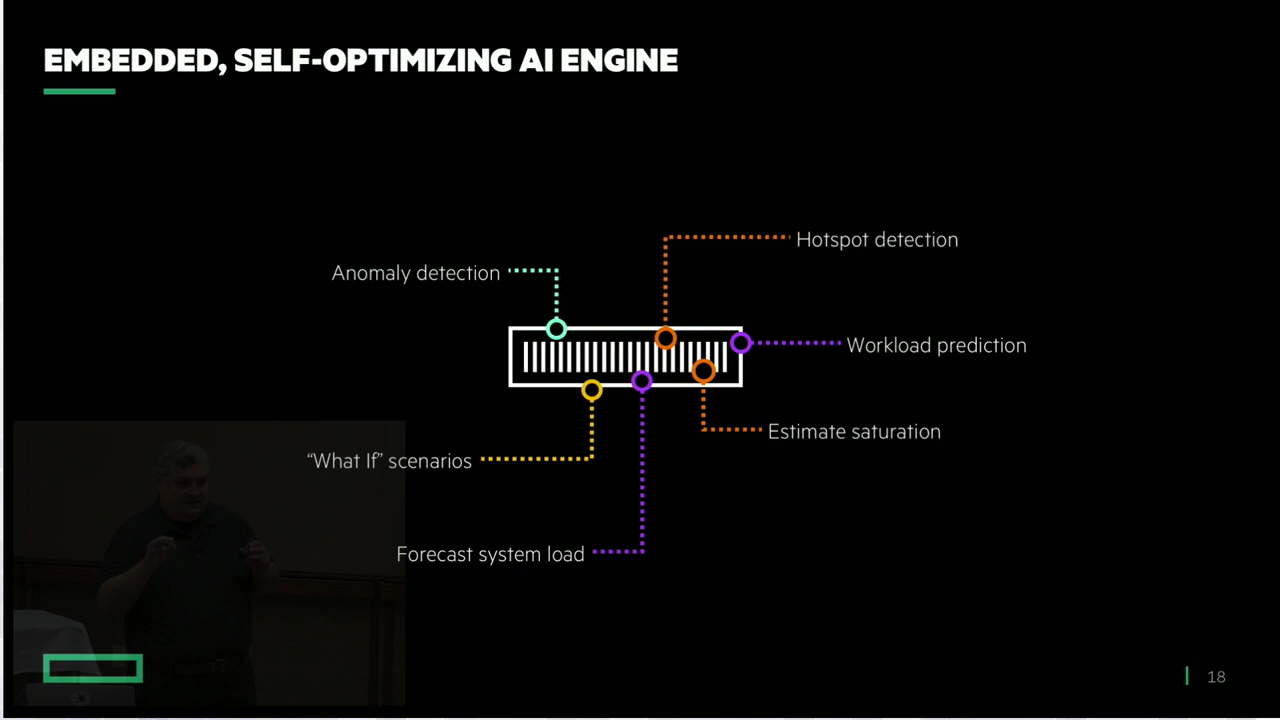 EMBEDDED, SELF-OPTIMIZING AI ENGINE
Hotspot detection
Anomaly detection
Workload prediction
Estimate saturation
“What If” scenarios
Forecast system load
18